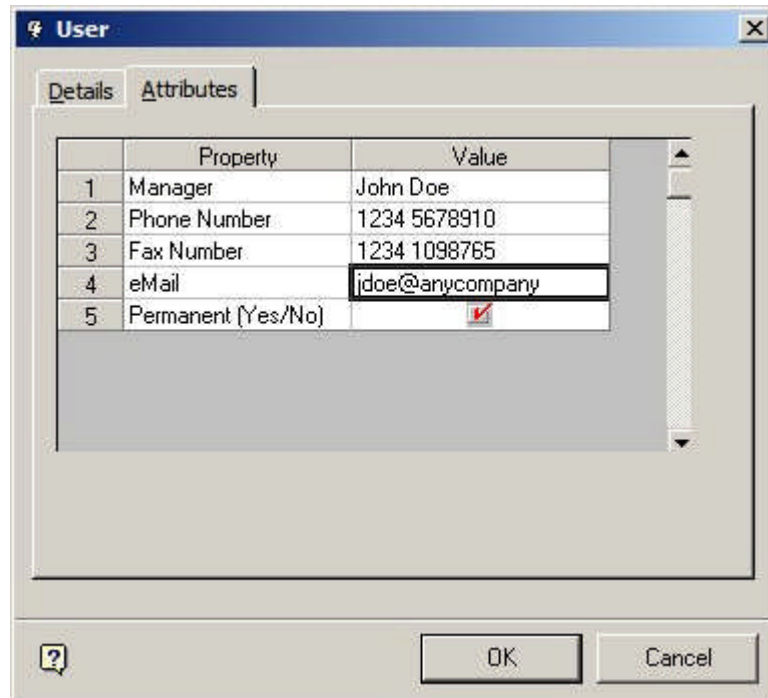 User
Details Attributes
Property Value
1 Manager John Doe
2 Phone Number 1234 5678910
3 Fax Number 1234 1098765
4 eMail jdoe@anycompany
5 Permanent (Yes/No)
OK Cancel